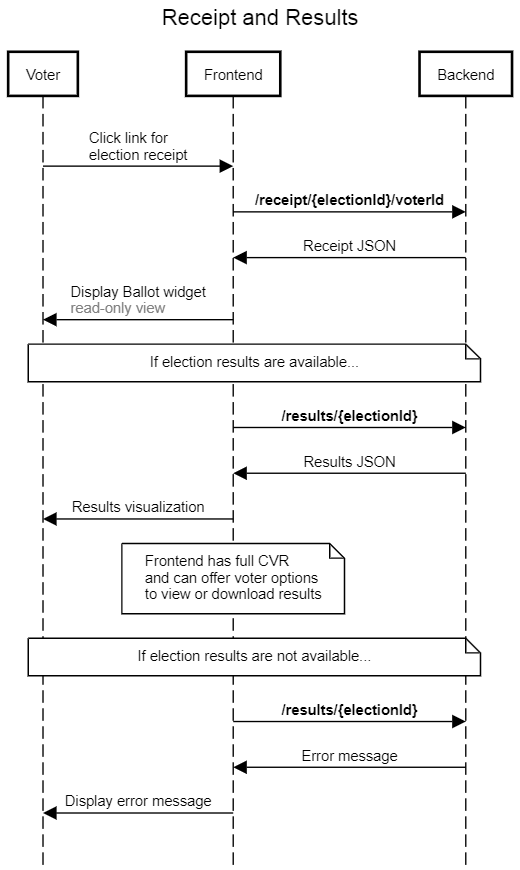 Receipt and Results
Voter
Frontend
Backend
Click link for
election receipt
/receipt/{electionId}/voterId
Receipt JSON
Display Ballot widget
read-only view
If election results are available...
/results/{electionId}
Results JSON
Results visualization
Frontend has full CVR
and can offer voter options
to view or download results
If election results are not available...
/results/{electionId}
Error message
Display error message